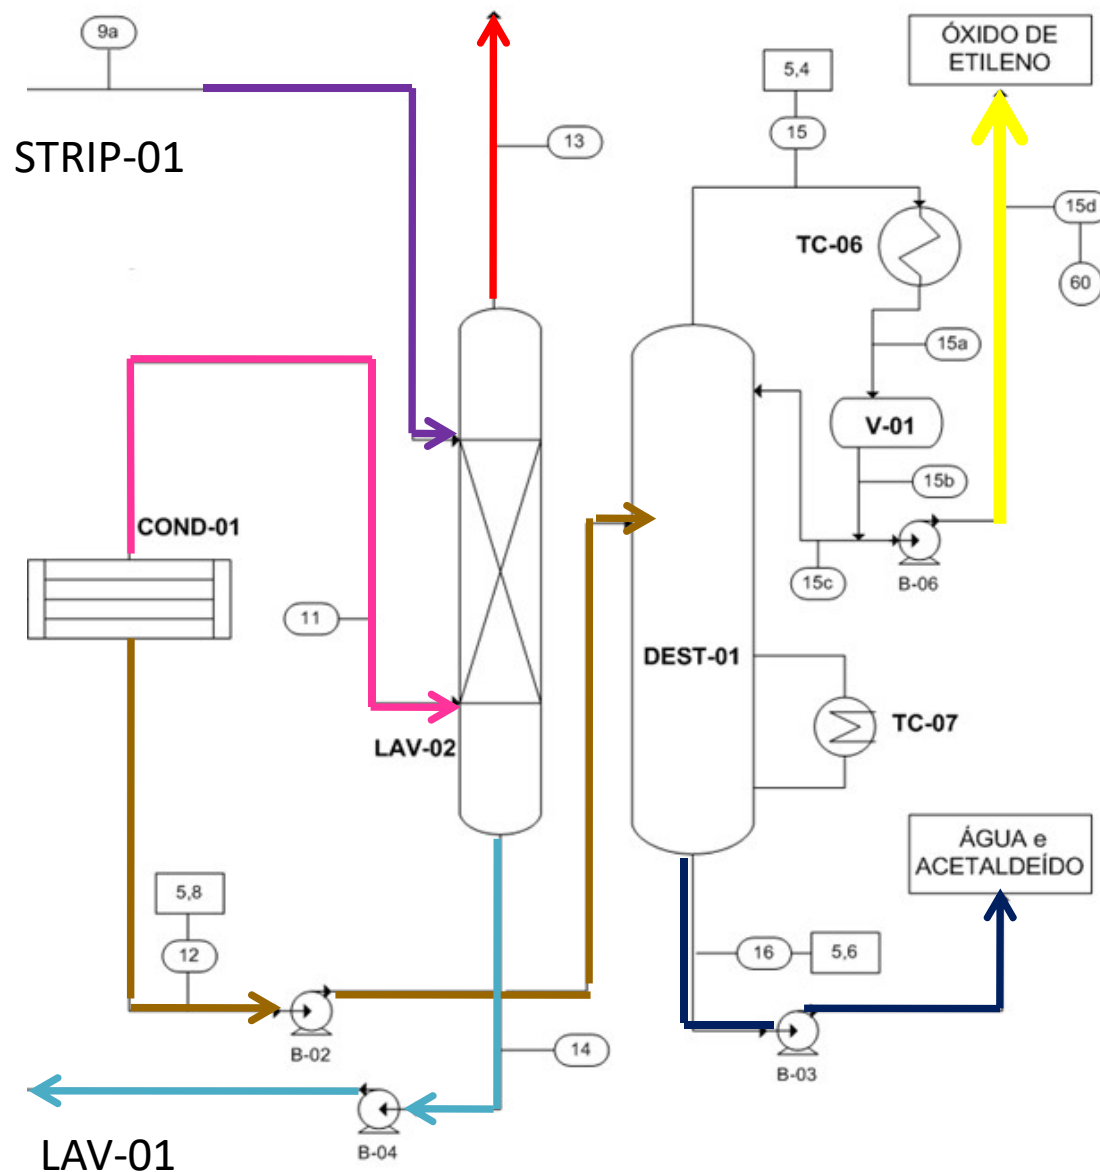 9a
STRIP-01
13
5,4
15
ÓXIDO DE
ETILENO
TC-06
15d
60
15a
V-01
15b
COND-01
11
15c
B-06
DEST-01
LAV-02
TC-07
5,8
12
ÁGUA e
ACETALDEÍDO
16
5,6
B-02
14
B-03
B-04
LAV-01